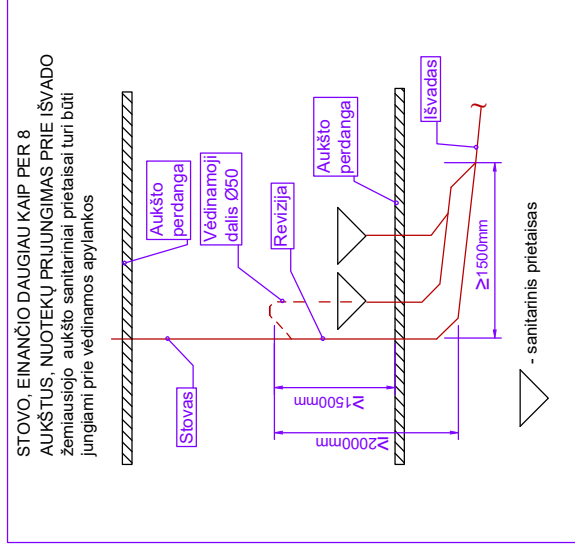 STOVO, EINANČIO DAUGIAU KAIP PER 8
AUKŠTUS, NUOTEKŲ PRIJUNGIMAS PRIE IŠVADO
žemiausiojo aukšto sanitariniai prietaisai turi būti
jungiami prie vėdinamos apylankos
Aukšto
perdanga
Vėdinamoji
dalis Ø50
Revizija
Aukšto
perdanga
Išvadas
Stovas
≥1500mm
≥2000mm
≥1500mm
- sanitarinis prietaisas